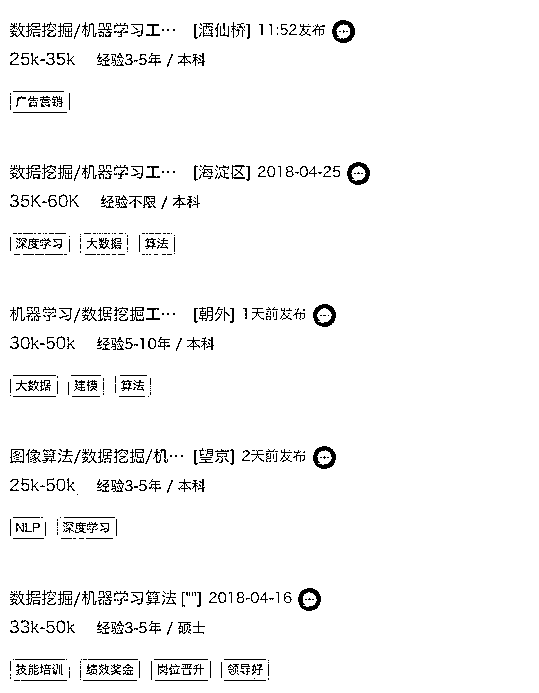 数据挖掘/机器学习工… [酒仙桥] 11:52发布
25k-35k 经验3-5年 / 本科
广告营销
数据挖掘/机器学习工… [海淀区] 2018-04-25
35K-60K 经验不限 / 本科
深度学习 大数据 算法
机器学习/数据挖掘工… [朝外] 1天前发布
30k-50k 经验5-10年 / 本科
大数据 建模 算法
图像算法/数据挖掘/机… [望京] 2天前发布
25k-50k 经验3-5年 / 本科
NLP 深度学习
数据挖掘/机器学习算法 [""] 2018-04-16
33k-50k 经验3-5年 / 硕士
技能培训 绩效奖金 岗位晋升 领导好